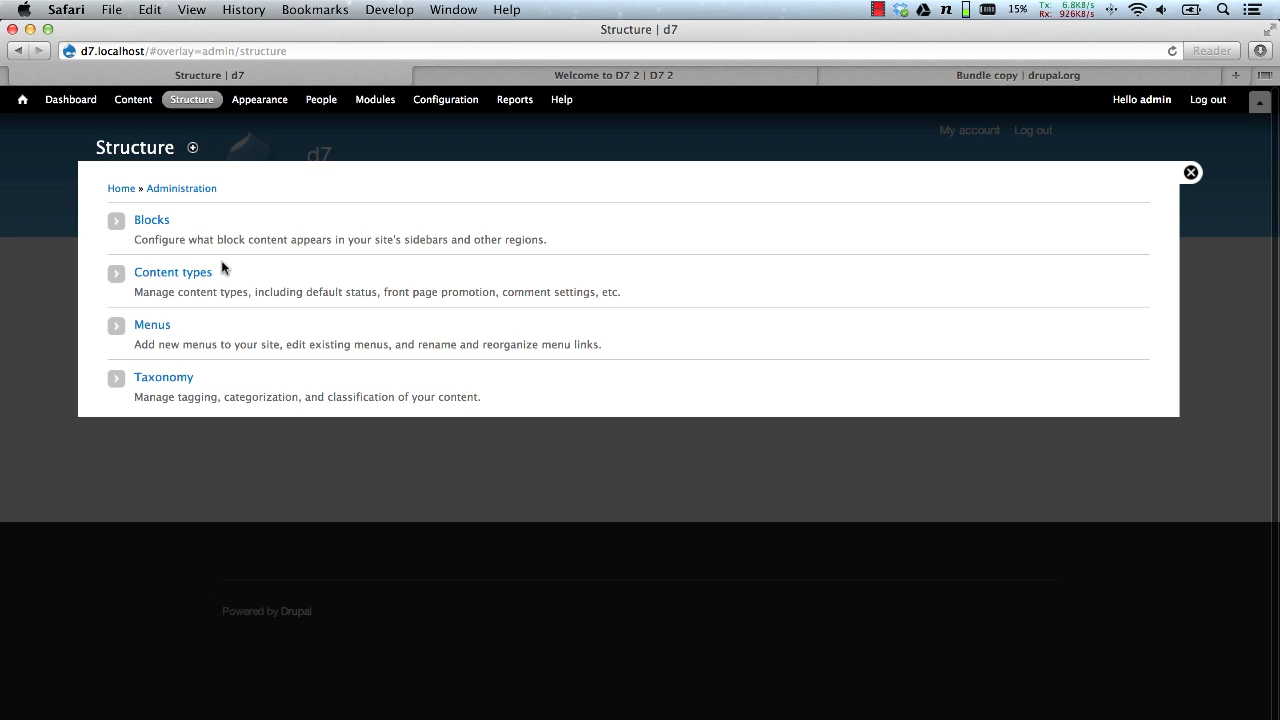 Safari File Edit View History Bookmarks Develop Window Help
15% Tx: 6.8KB/s
Rx: 926KB/s
Structure | d7
d7.localhost/#overlay=admin/structure Reader
Structure | d7 Welcome to D7 2 | D7 2 Bundle copy | drupal.org
Dashboard Content Structure Appearance People Modules Configuration Reports Help Hello admin Log out
My account Log out
Structure
d7
Home » Administration
Blocks
Configure what block content appears in your site's sidebars and other regions.
Content types
Manage content types, including default status, front page promotion, comment settings, etc.
Menus
Add new menus to your site, edit existing menus, and rename and reorganize menu links.
Taxonomy
Manage tagging, categorization, and classification of your content.
Powered by Drupal